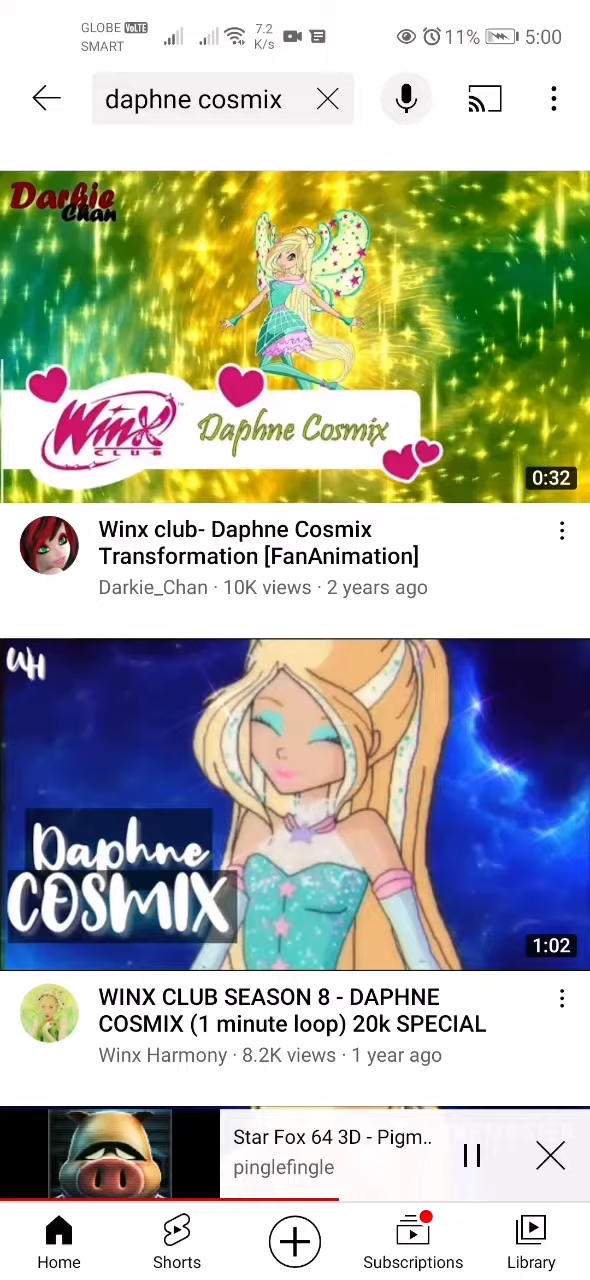 GLOBE VoLTE
SMART
7.2
K/s
11%
5:00
daphne cosmix
Darkie
Chan
WinX
CLUB
Daphne Cosmix
0:32
Winx club- Daphne Cosmix
Transformation [FanAnimation]
Darkie_Chan · 10K views · 2 years ago
WH
Daphne
COSMIX
1:02
WINX CLUB SEASON 8 - DAPHNE
COSMIX (1 minute loop) 20k SPECIAL
Winx Harmony · 8.2K views · 1 year ago
Star Fox 64 3D - Pigm..
pinglefingle
Home
Shorts
Subscriptions
Library